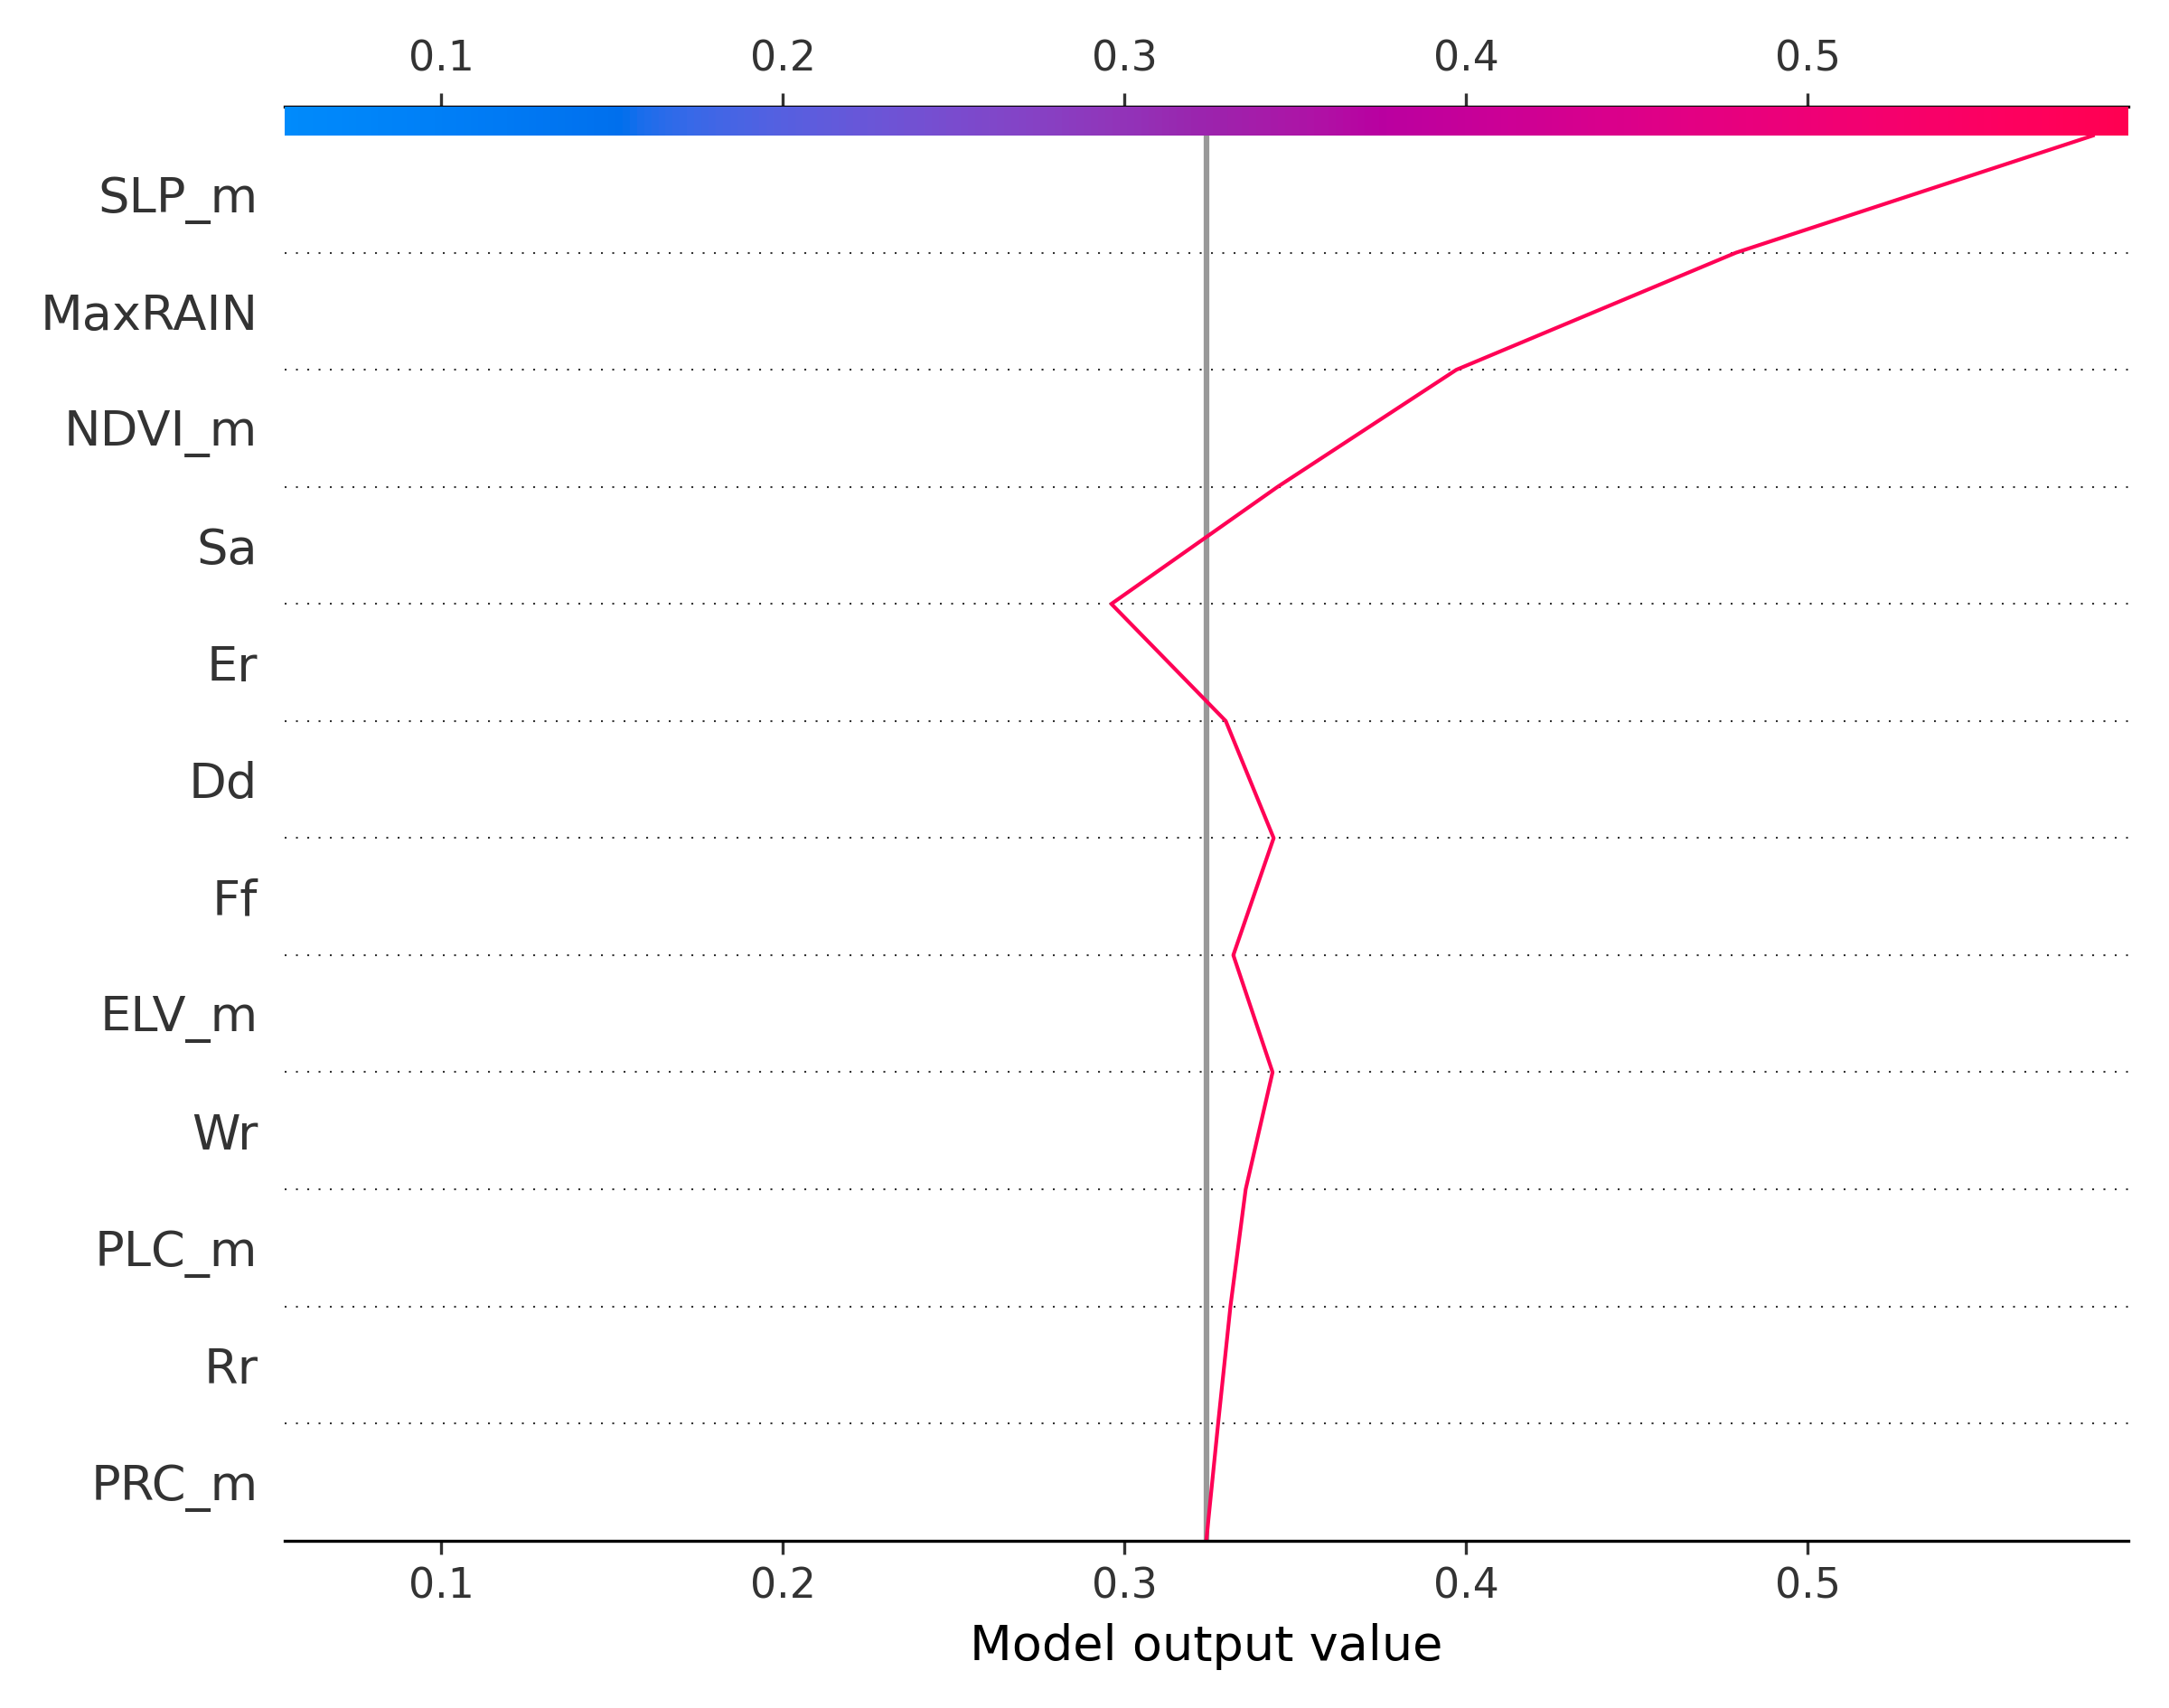 0.1 0.2 0.3 0.4 0.5
SLP_m
MaxRAIN
NDVI_m
Sa
Er
Dd
Ff
ELV_m
Wr
PLC_m
Rr
PRC_m
0.1 0.2 0.3 0.4 0.5
Model output value